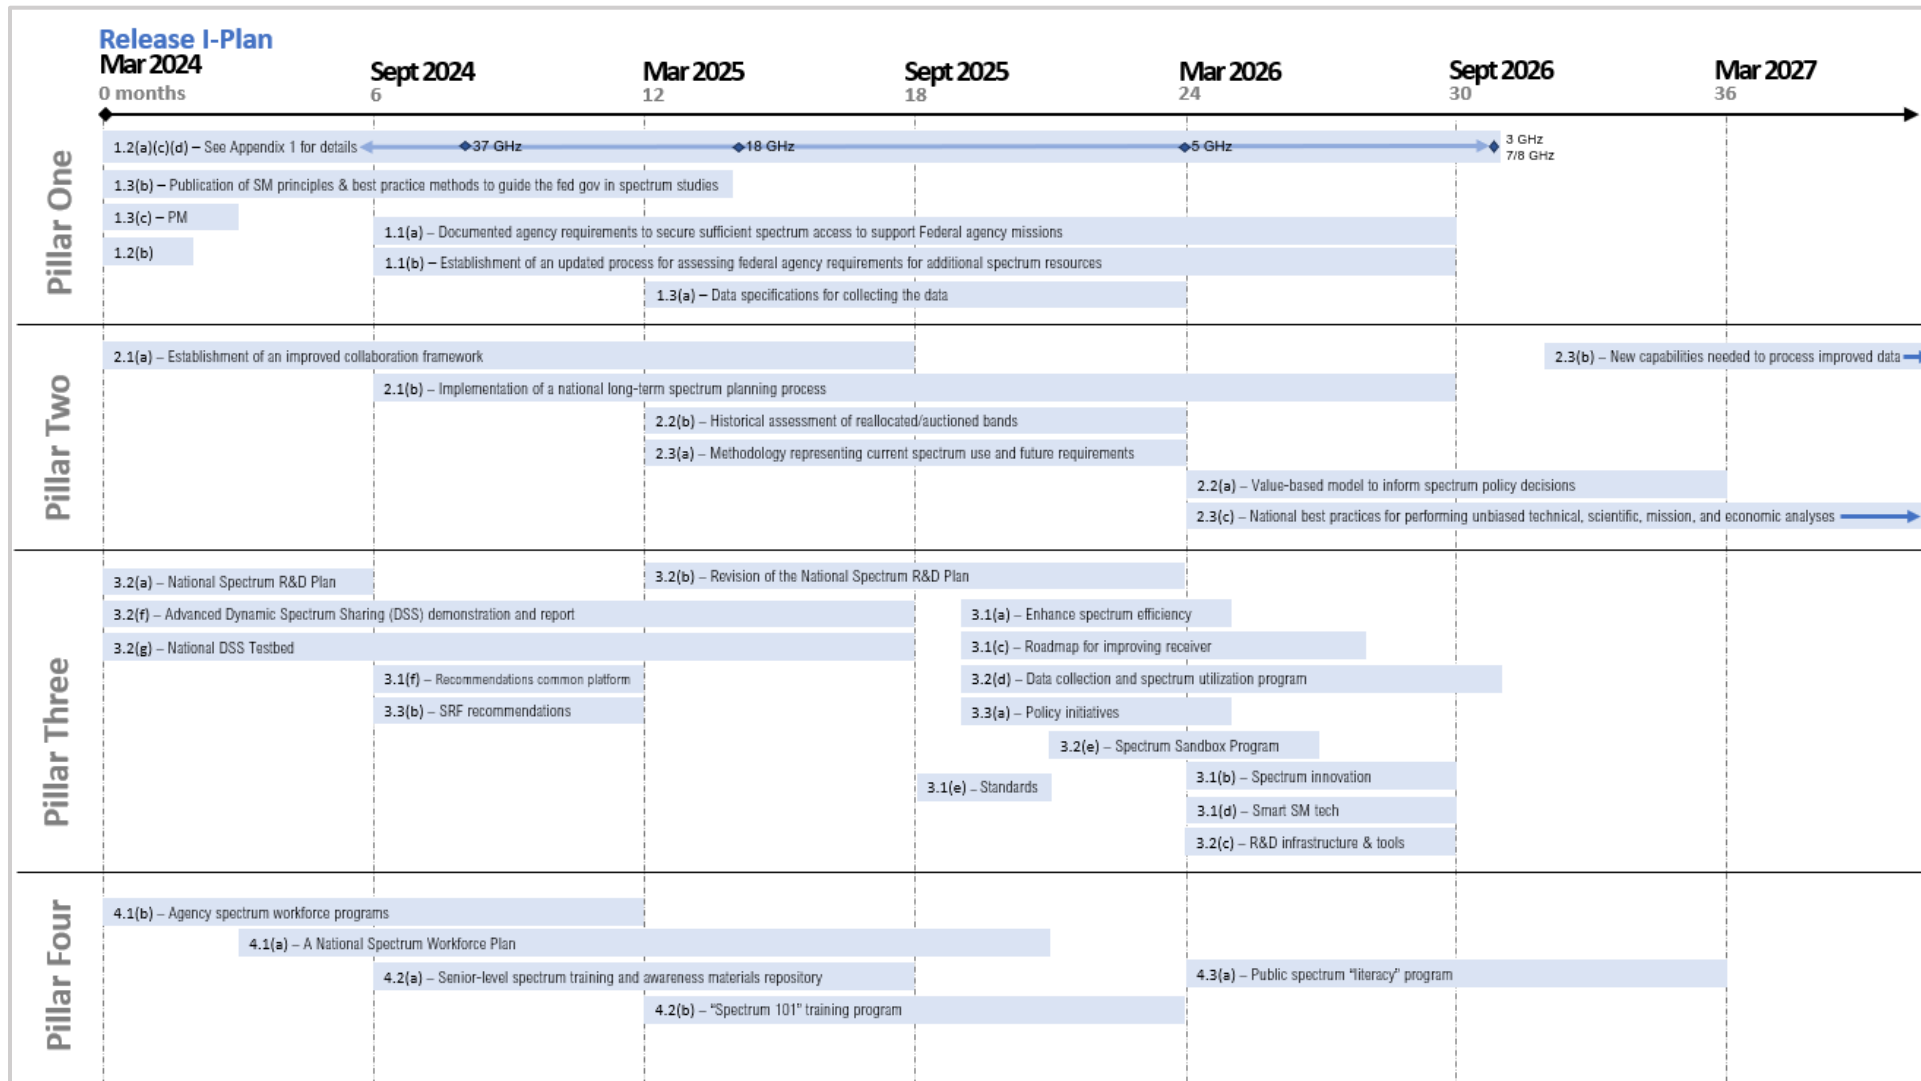 Release I-Plan
Mar 2024
Sept 2024
Mar 2025
Sept 2025
Mar 2026
Sept 2026
Mar 2027
0 months
6
12
18
24
30
36
Pillar One
1.2(a)(c)(d) – See Appendix 1 for details
37 GHz
18 GHz
5 GHz
3 GHz
7/8 GHz
1.3(b) – Publication of SM principles & best practice methods to guide the fed gov in spectrum studies
1.3(c) – PM
1.1(a) – Documented agency requirements to secure sufficient spectrum access to support Federal agency missions
1.2(b)
1.1(b) – Establishment of an updated process for assessing federal agency requirements for additional spectrum resources
1.3(a) – Data specifications for collecting the data
Pillar Two
2.1(a) – Establishment of an improved collaboration framework
2.3(b) – New capabilities needed to process improved data
2.1(b) – Implementation of a national long-term spectrum planning process
2.2(b) – Historical assessment of reallocated/auctioned bands
2.3(a) – Methodology representing current spectrum use and future requirements
2.2(a) – Value-based model to inform spectrum policy decisions
2.3(c) – National best practices for performing unbiased technical, scientific, mission, and economic analyses
Pillar Three
3.2(a) – National Spectrum R&D Plan
3.2(b) – Revision of the National Spectrum R&D Plan
3.2(f) – Advanced Dynamic Spectrum Sharing (DSS) demonstration and report
3.1(a) – Enhance spectrum efficiency
3.2(g) – National DSS Testbed
3.1(c) – Roadmap for improving receiver
3.1(f) – Recommendations common platform
3.2(d) – Data collection and spectrum utilization program
3.3(b) – SRF recommendations
3.3(a) – Policy initiatives
3.2(e) – Spectrum Sandbox Program
3.1(b) – Spectrum innovation
3.1(e) – Standards
3.1(d) – Smart SM tech
3.2(c) – R&D infrastructure & tools
Pillar Four
4.1(b) – Agency spectrum workforce programs
4.1(a) – A National Spectrum Workforce Plan
4.2(a) – Senior-level spectrum training and awareness materials repository
4.3(a) – Public spectrum “literacy” program
4.2(b) – “Spectrum 101” training program